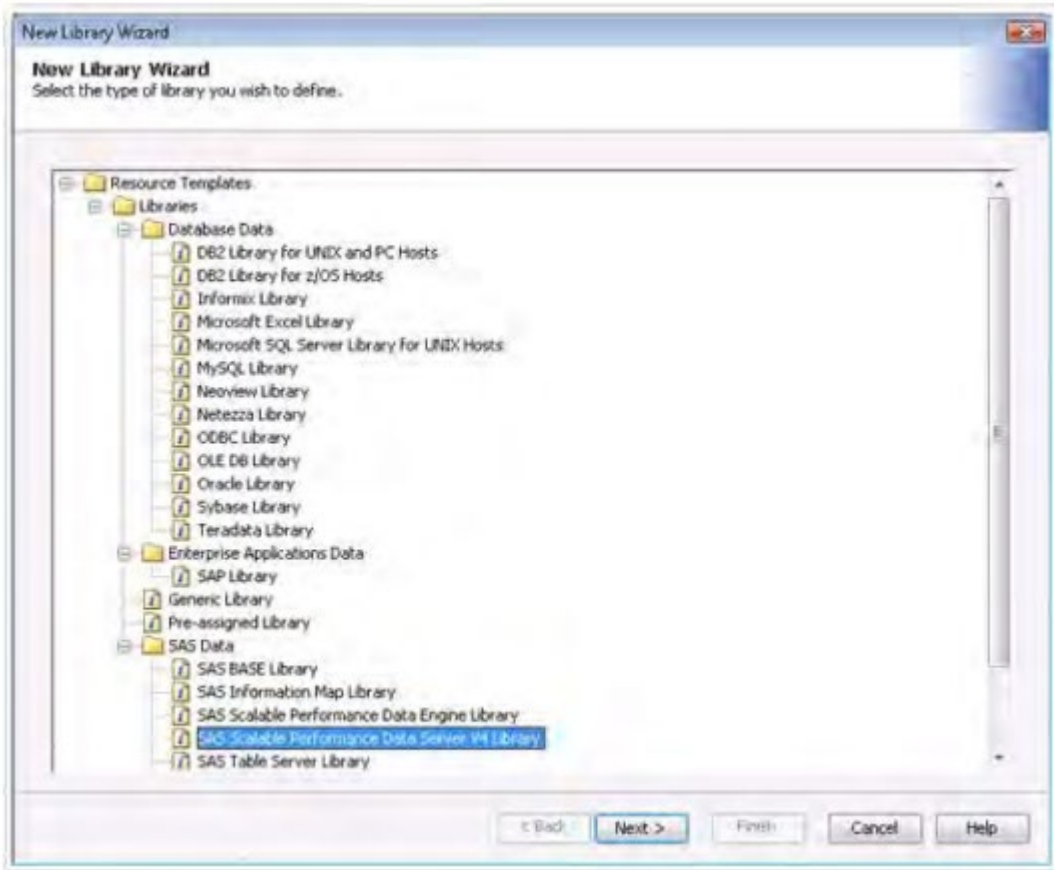 New Library Wizard
New Library Wizard
Select the type of library you wish to define.
Resource Templates
Libraries
Database Data
DB2 Library for UNIX and PC Hosts
DB2 Library for z/OS Hosts
Informix Library
Microsoft Excel Library
Microsoft SQL Server Library for UNIX Hosts
MySQL Library
Neoview Library
Netezza Library
ODBC Library
OLE DB Library
Oracle Library
Sybase Library
Teradata Library
Enterprise Applications Data
SAP Library
Generic Library
Pre-assigned Library
SAS Data
SAS BASE Library
SAS Information Map Library
SAS Scalable Performance Data Engine Library
SAS Scalable Performance Data Server V4 Library
SAS Table Server Library
< Back Next > Finish Cancel Help